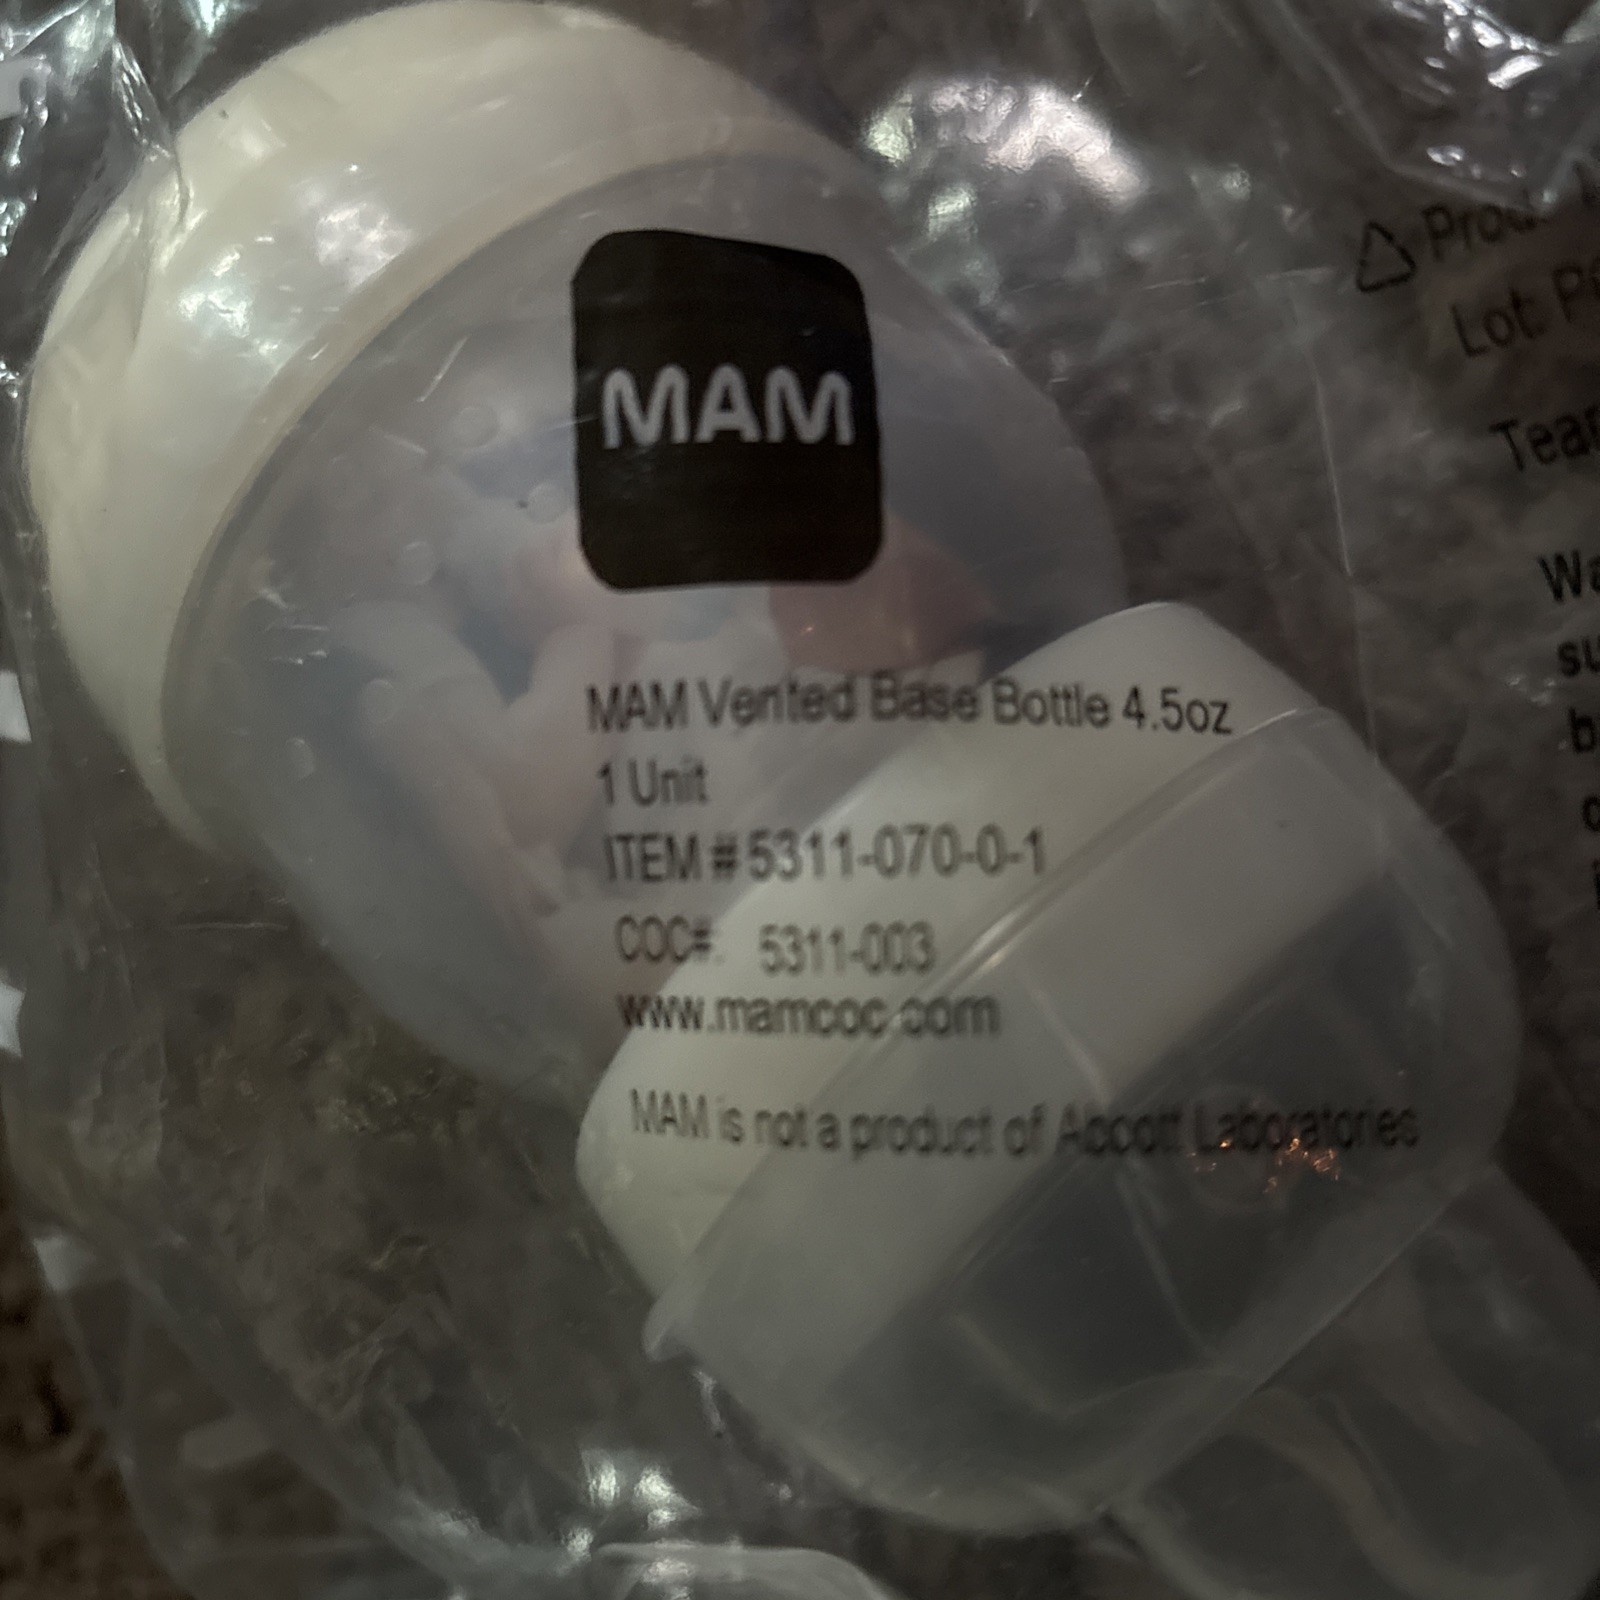 MAM
MAM Vented Base Bottle 4.5oz
1 Unit
ITEM # 5311-070-0-1
COC#: 5311-003
www.mamcoc.com
MAM is not a product of Abbott Laboratories
Lot:
Tear